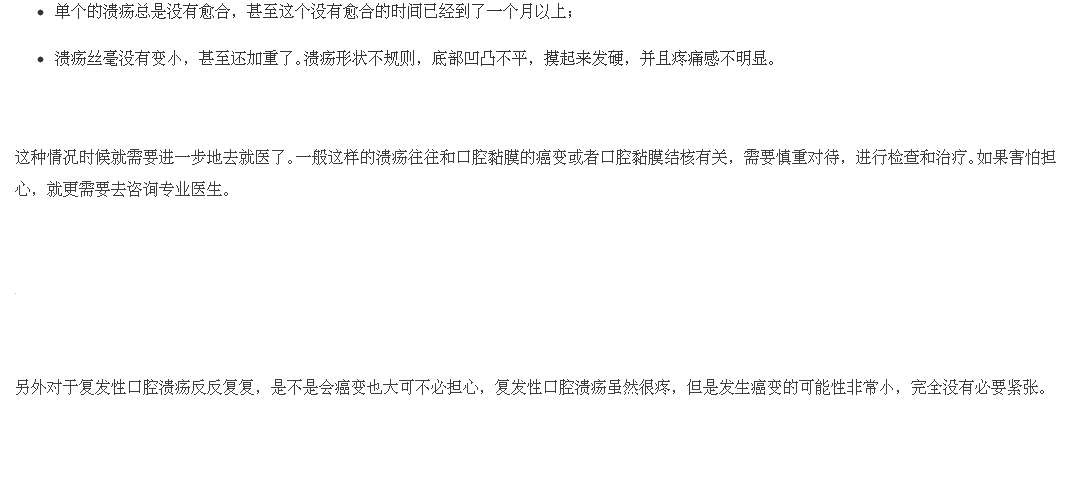 单个的溃疡总是没有愈合，甚至这个没有愈合的时间已经到了一个月以上；
溃疡丝毫没有变小，甚至还加重了。溃疡形状不规则，底部凹凸不平，摸起来发硬，并且疼痛感不明显。
这种情况时候就需要进一步地去就医了。一般这样的溃疡往往和口腔黏膜的癌变或者口腔黏膜结核有关，需要慎重对待，进行检查和治疗。如果害怕担
心，就更需要去咨询专业医生。
另外对于复发性口腔溃疡反反复复，是不是会癌变也大可不必担心，复发性口腔溃疡虽然很疼，但是发生癌变的可能性非常小，完全没有必要紧张。